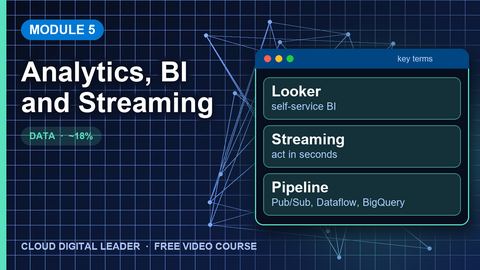 MODULE 5
Analytics, BI
and Streaming
DATA · ~18%
key terms
Looker
self-service BI
Streaming
act in seconds
Pipeline
Pub/Sub, Dataflow, BigQuery
CLOUD DIGITAL LEADER · FREE VIDEO COURSE